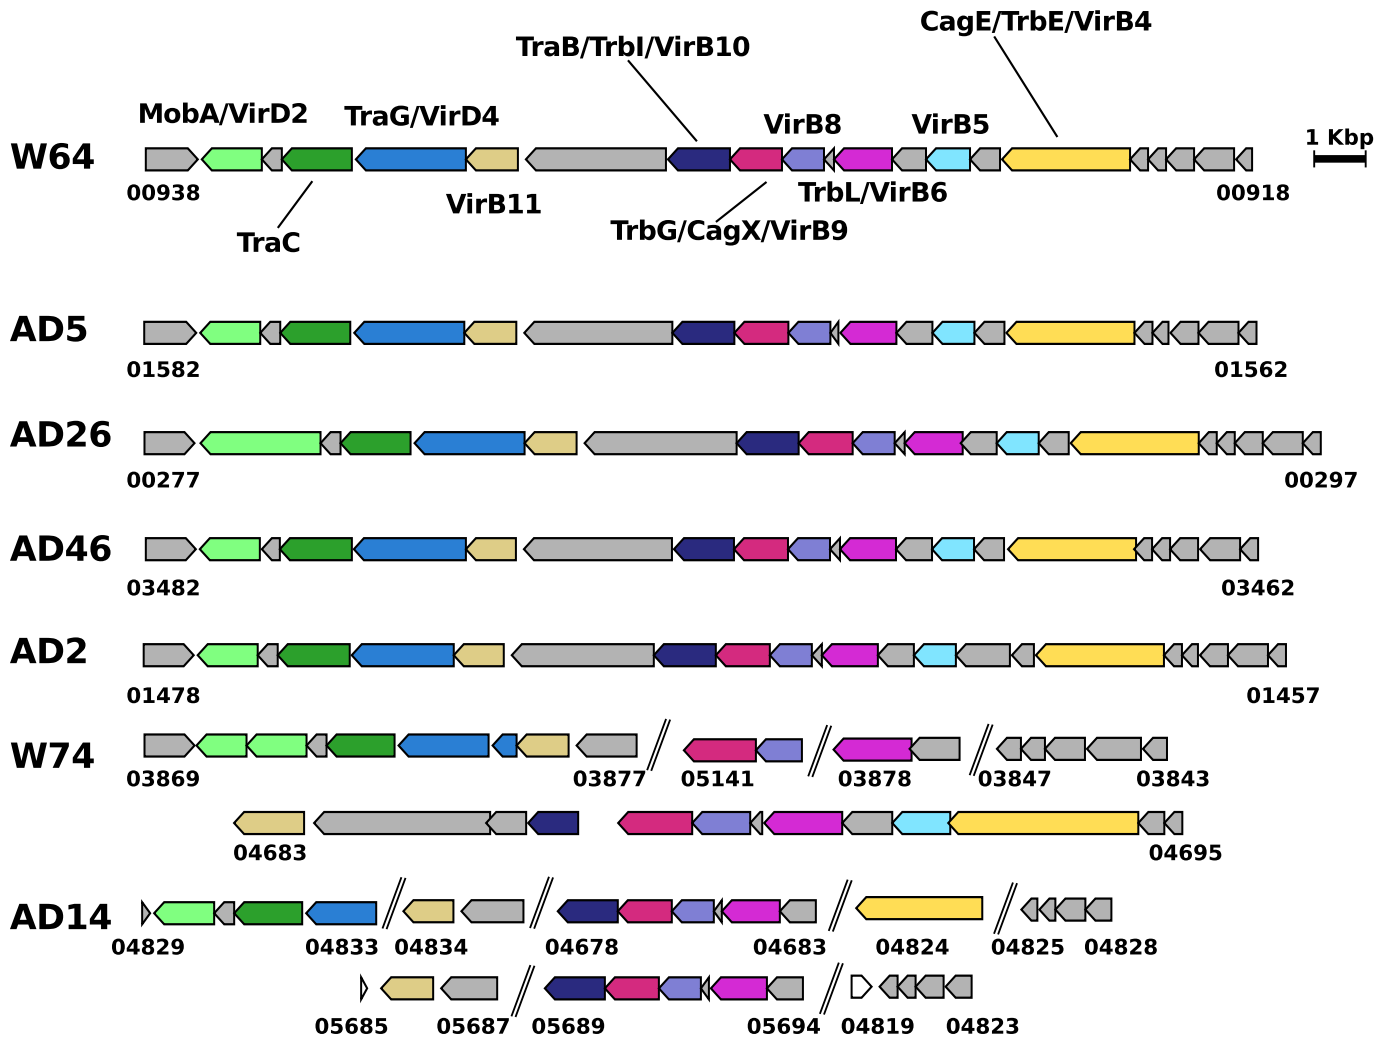 CagE/TrbE/VirB4
TraB/TrbI/VirB10
MobA/VirD2 TraG/VirD4 VirB8 VirB5
1 Kbp
W64
00938 VirB11 TrbL/VirB6 00918
TraC TrbG/CagX/VirB9
AD5
01582 01562
AD26
00277 00297
AD46
03482 03462
AD2
01478 01457
W74
03869 03877 05141 03878 03847 03843
04683 04695
AD14
04829 04833 04834 04678 04683 04824 04825 04828
05685 05687 05689 05694 04819 04823